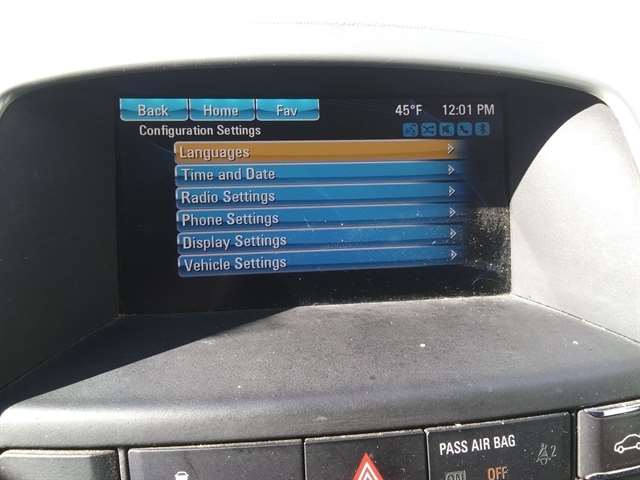 Back Home Fav 45°F 12:01 PM
Configuration Settings
Languages
Time and Date
Radio Settings
Phone Settings
Display Settings
Vehicle Settings
PASS AIR BAG
2
OFF